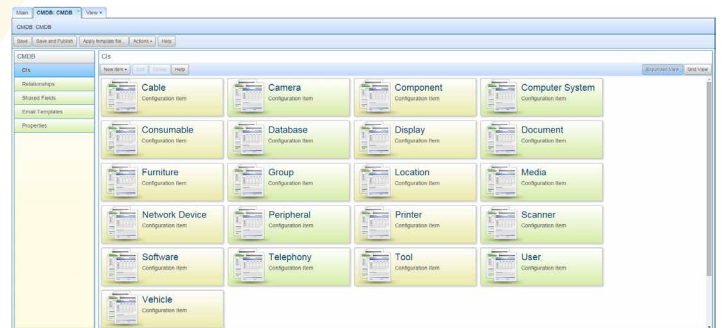 Main CMDB: CMDB × View
CMDB: CMDB
Save Save and Publish Apply template file... Actions Help
CMDB
CIs
CIs
Relationships
Shared Fields
Email Templates
Properties
New Item Edit Delete Help
Grid View
Cable Camera Component Computer System
Configuration Item Configuration Item Configuration Item Configuration Item
Consumable Database Display Document
Configuration Item Configuration Item Configuration Item Configuration Item
Furniture Group Location Media
Configuration Item Configuration Item Configuration Item Configuration Item
Network Device Peripheral Printer Scanner
Configuration Item Configuration Item Configuration Item Configuration Item
Software Telephony Tool User
Configuration Item Configuration Item Configuration Item Configuration Item
Vehicle
Configuration Item